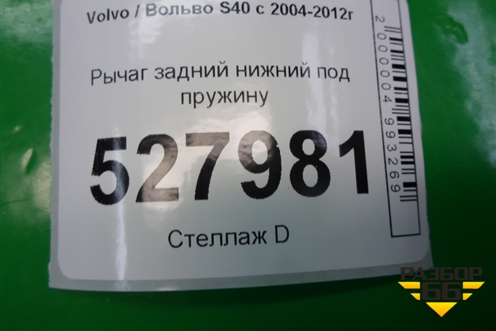 Volvo / Вольво S40 с 2004-2012г
Рычаг задний нижний под
пружину
527981
Стеллаж D
2000004993269
РАЗБОР
66